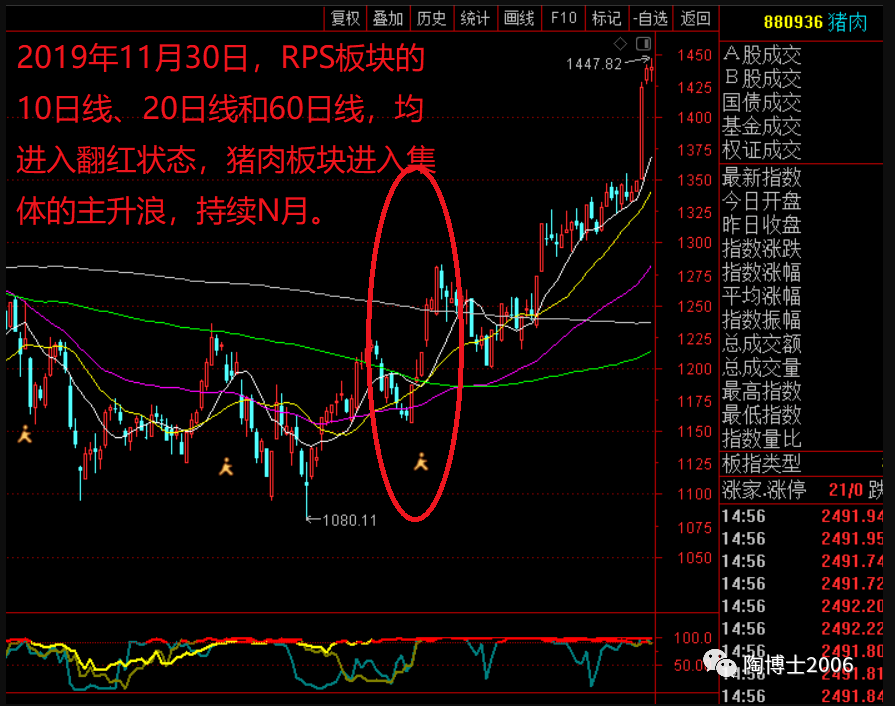 复权 叠加 历史 统计 画线 F10 标记 -自选 返回
880936 猪肉
2019年11月30日，RPS板块的
10日线、20日线和60日线，均
进入翻红状态，猪肉板块进入集
体的主升浪，持续N月。
1447.82
1080.11
1450
1425
1400
1375
1350
1325
1300
1275
1250
1225
1200
1175
1150
1125
1100
1075
1050
100.0
50.0
A股成交
B股成交
国债成交
基金成交
权证成交
最新指数
今日开盘
昨日收盘
指数涨跌
指数涨幅
平均涨幅
指数振幅
总成交额
总成交量
最高指数
最低指数
指数量比
板指类型
涨家.涨停 21/0 跌
14:56 2491.94
14:56 2491.95
14:56 2491.74
14:56 2491.72
14:56 2492.20
14:56 2492.22
14:56 2491.80
14:56 2491.81
14:56 2491.84
陶博士2006